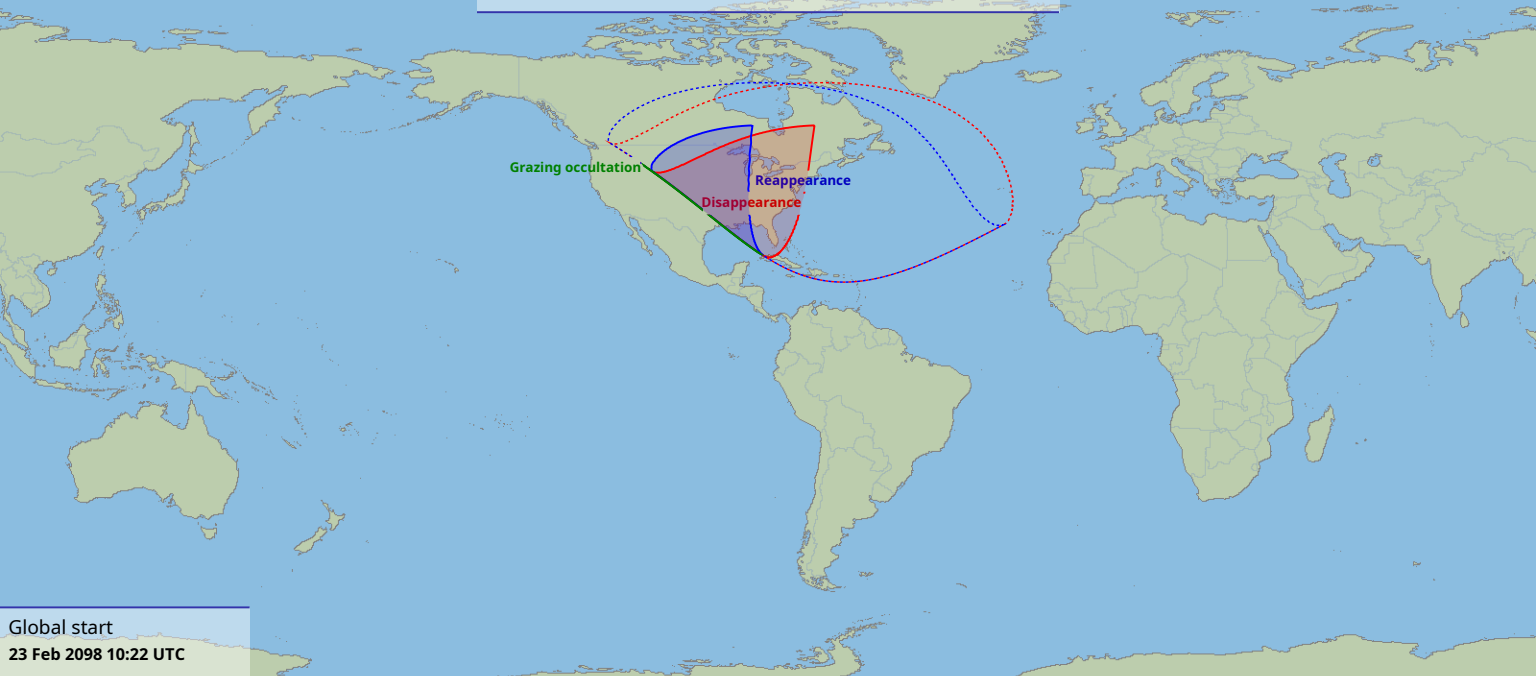 Grazing occultation
Reappearance
Disappearance
Global start
23 Feb 2098 10:22 UTC